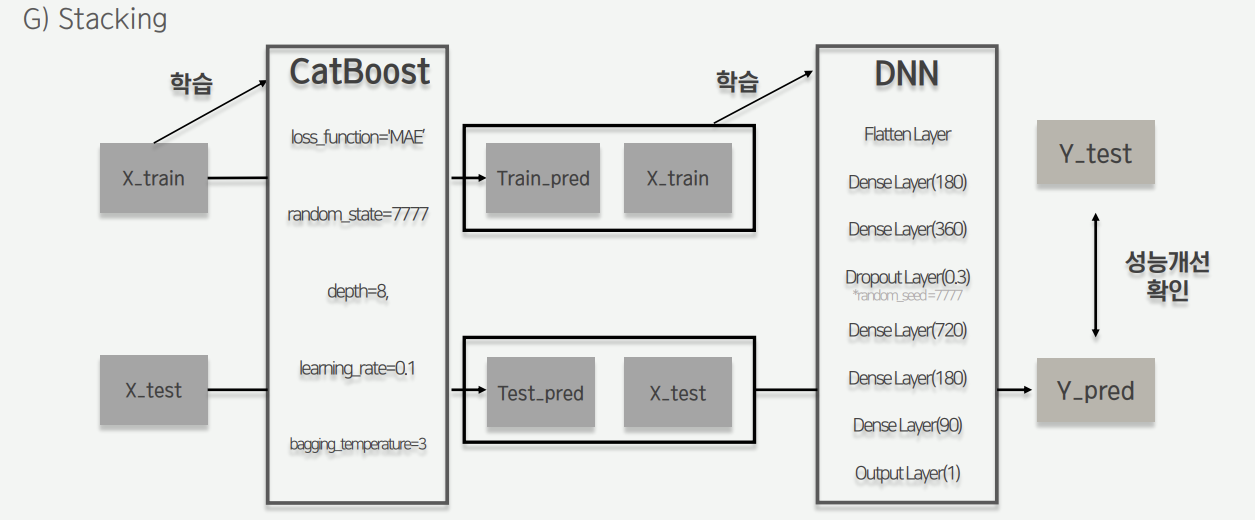 G) Stacking
학습
X_train
X_test
CatBoost
loss_function='MAE'
random_state=7777
depth=8,
learning_rate=0.1
bagging_temperature=3
Train_pred
X_train
Test_pred
X_test
학습
DNN
Flatten Layer
Dense Layer(180)
Dense Layer(360)
Dropout Layer(0.3)
*random_seed=7777
Dense Layer(720)
Dense Layer(180)
Dense Layer(90)
Output Layer(1)
Y_test
성능개선
확인
Y_pred